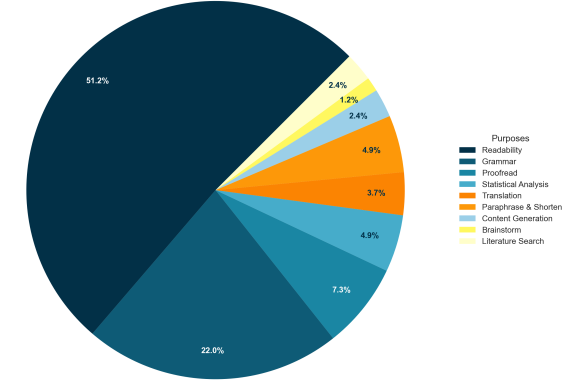 51.2%
2.4%
1.2%
2.4%
4.9%
3.7%
4.9%
7.3%
22.0%
Purposes
Readability
Grammar
Proofread
Statistical Analysis
Translation
Paraphrase & Shorten
Content Generation
Brainstorm
Literature Search